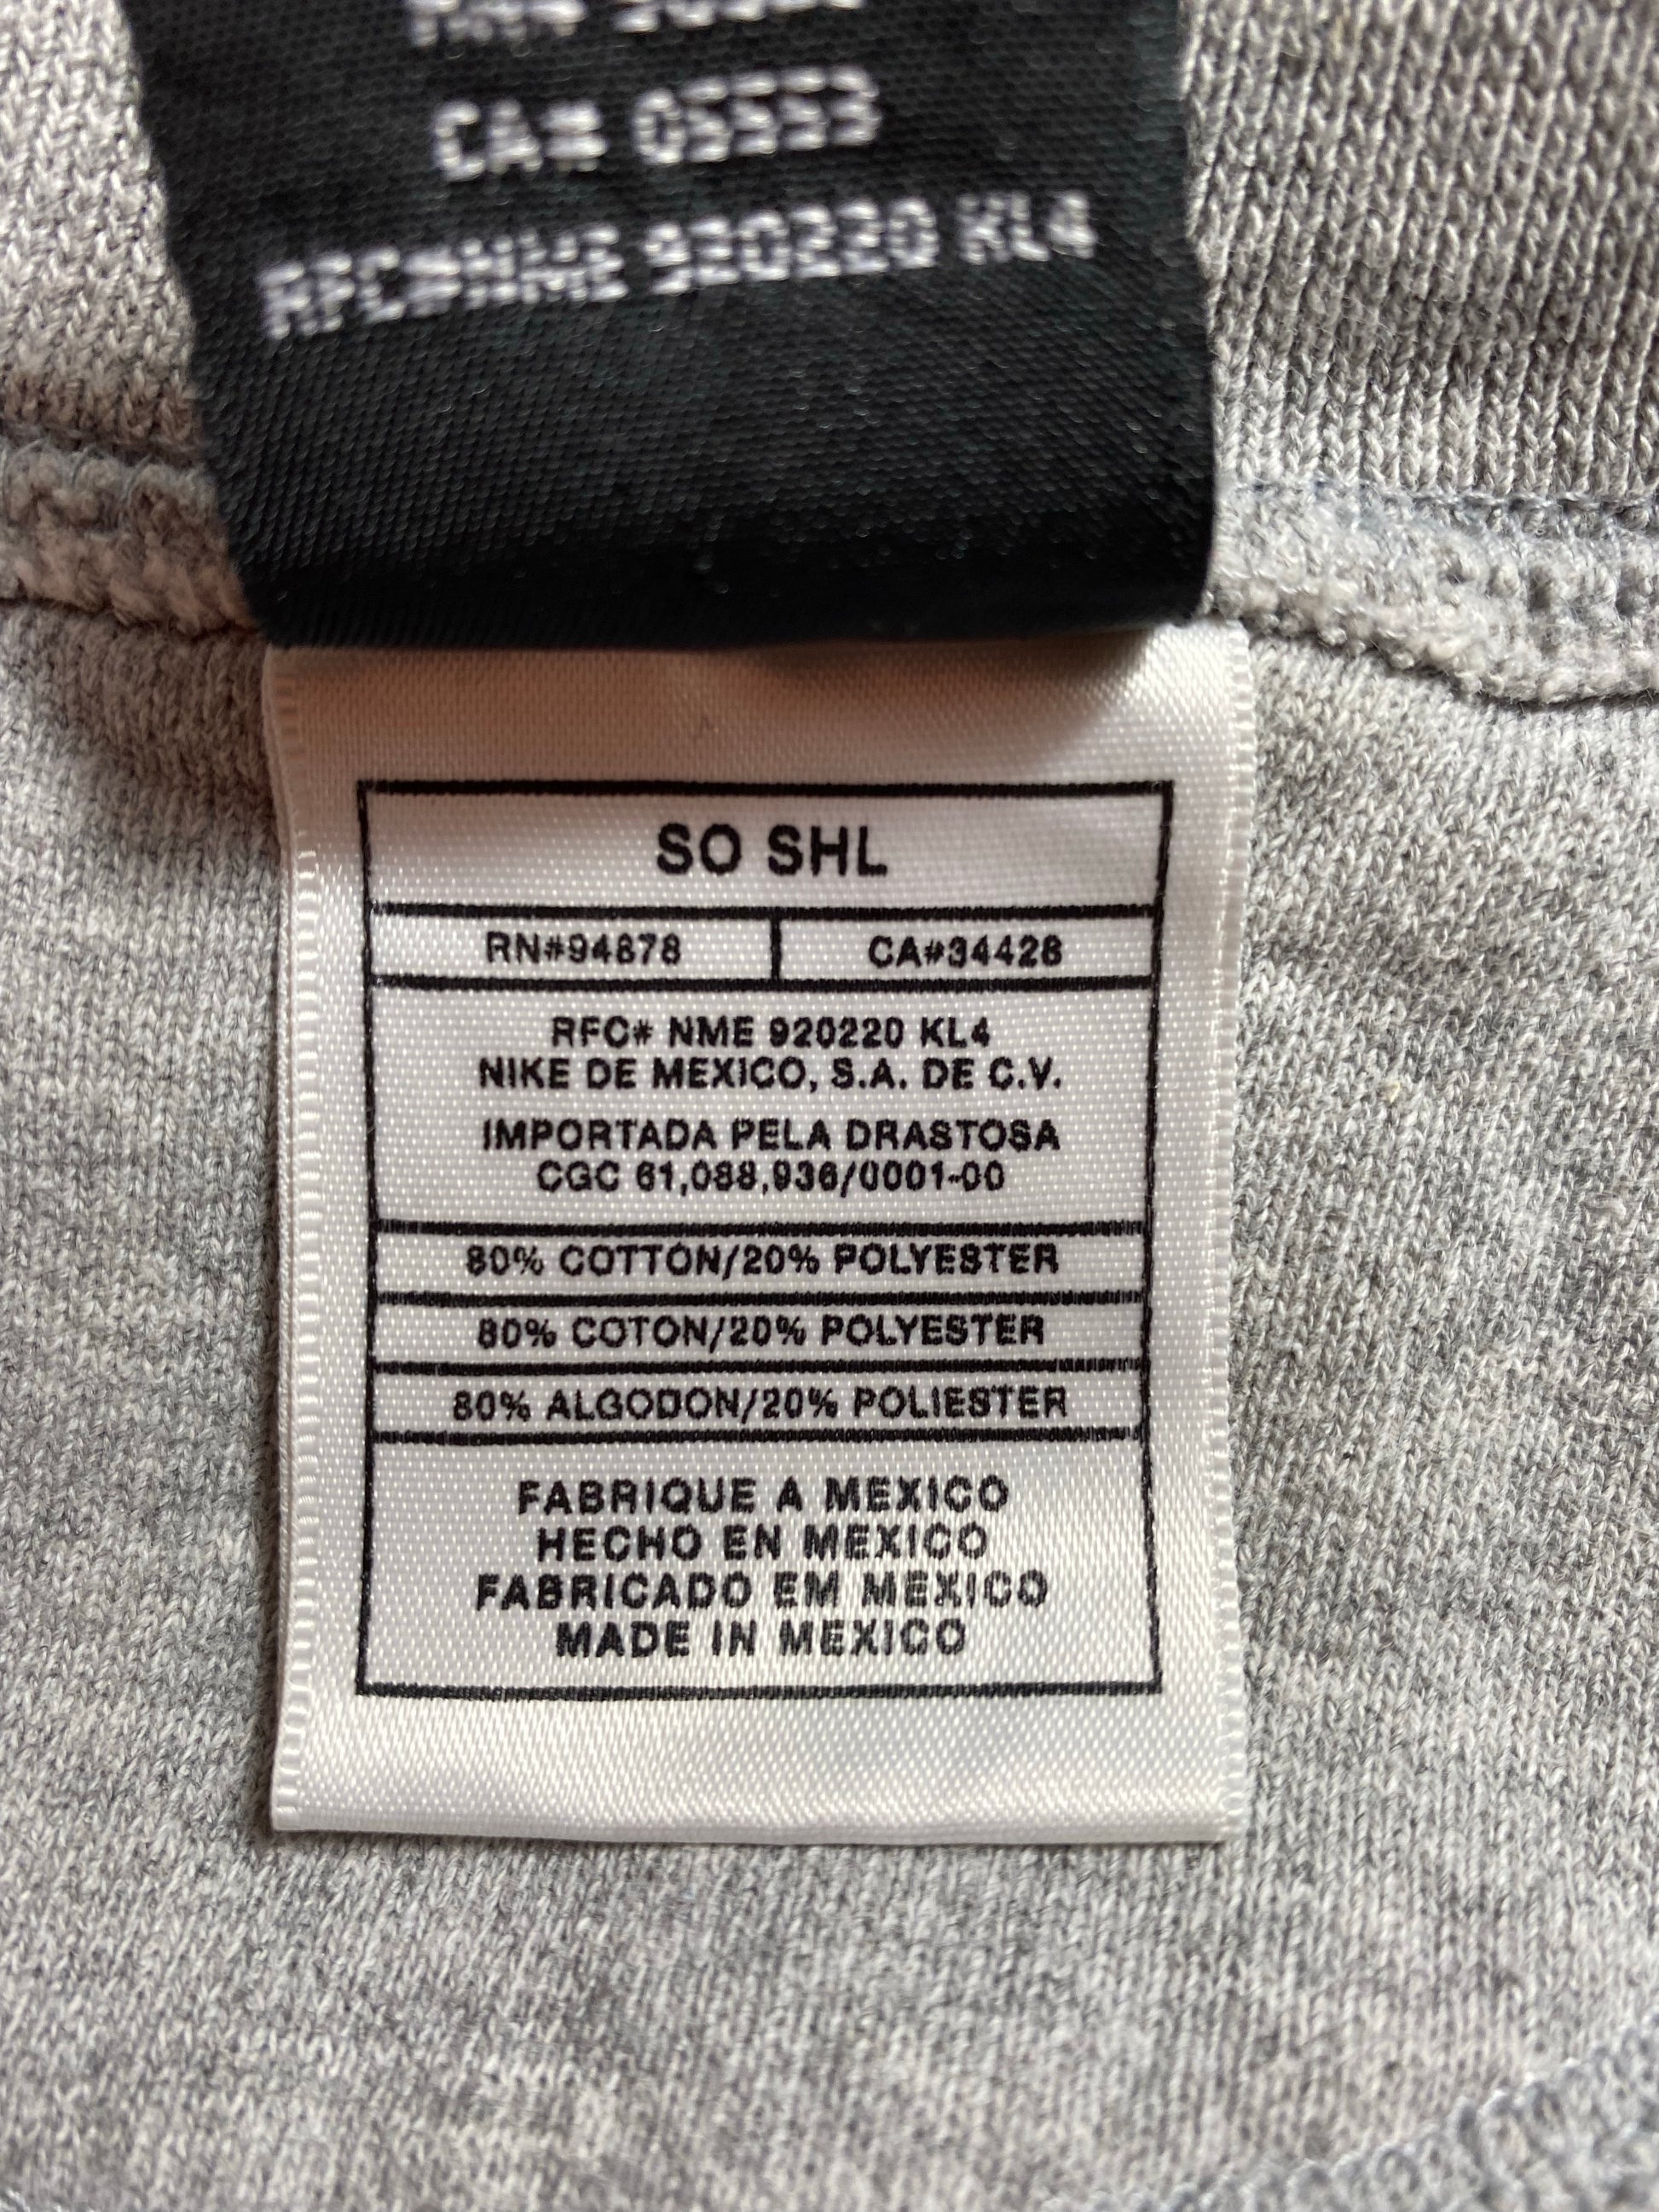 CA# 05553
RFC#NME 920220 KL4
SO SHL
RN#94878 CA#34428
RFC# NME 920220 KL4
NIKE DE MEXICO, S.A. DE C.V.
IMPORTADA PELA DRASTOSA
CGC 61,088,936/0001-00
80% COTTON/20% POLYESTER
80% COTON/20% POLYESTER
80% ALGODON/20% POLIESTER
FABRIQUE A MEXICO
HECHO EN MEXICO
FABRICADO EM MEXICO
MADE IN MEXICO